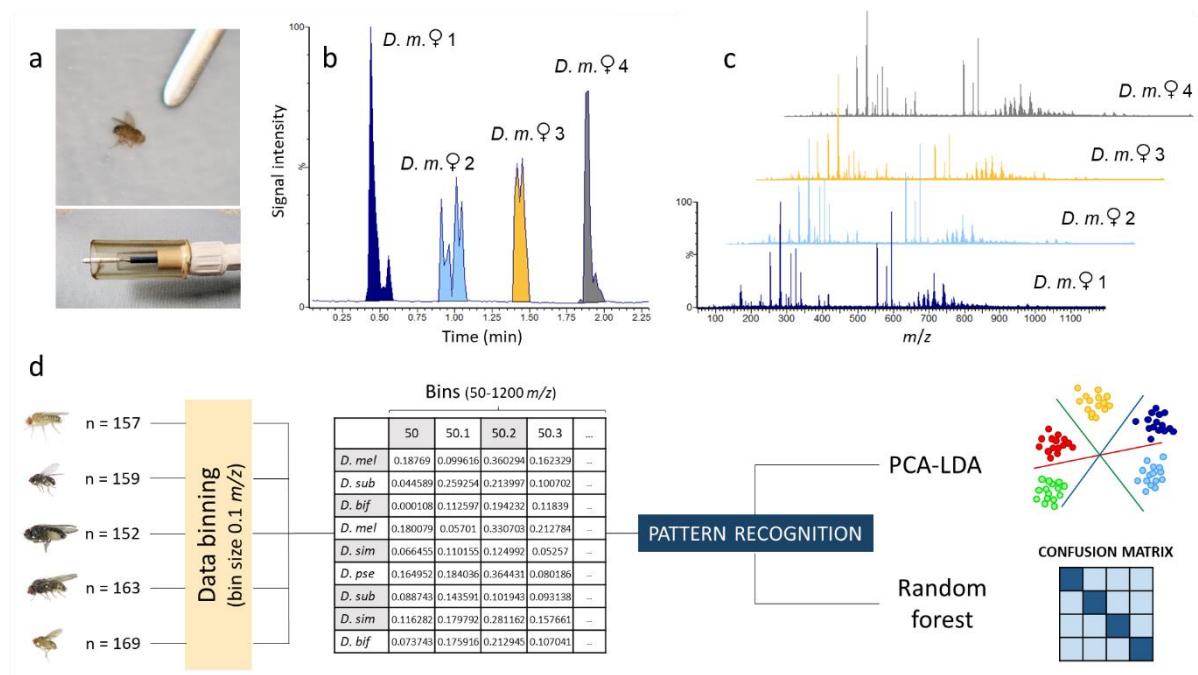 a
b
100
%
0
Signal intensity
D. m.♀ 1
D. m.♀ 2
D. m.♀ 3
D. m.♀ 4
0.25 0.50 0.75 1.00 1.25 1.50 1.75 2.00 2.25
Time (min)
c
D. m.♀ 4
D. m.♀ 3
D. m.♀ 2
D. m.♀ 1
100
%
0
100 200 300 400 500 600 700 800 900 1000 1100
m/z
d
n = 157
n = 159
n = 152
n = 163
n = 169
Data binning
(bin size 0.1 m/z)
Bins (50-1200 m/z)
50 50.1 50.2 50.3 ...
D. mel 0.18769 0.099616 0.360294 0.162329 ...
D. sub 0.044589 0.259254 0.213997 0.100702 ...
D. bif 0.000108 0.112597 0.194232 0.11839 ...
D. mel 0.180079 0.05701 0.330703 0.212784 ...
D. sim 0.066455 0.110155 0.124992 0.05257 ...
D. pse 0.164952 0.184036 0.364431 0.080186 ...
D. sub 0.088743 0.143591 0.101943 0.093138 ...
D. sim 0.116282 0.179792 0.281162 0.157661 ...
D. bif 0.073743 0.175916 0.212945 0.107041 ...
PATTERN RECOGNITION
PCA-LDA
Random
forest
CONFUSION MATRIX